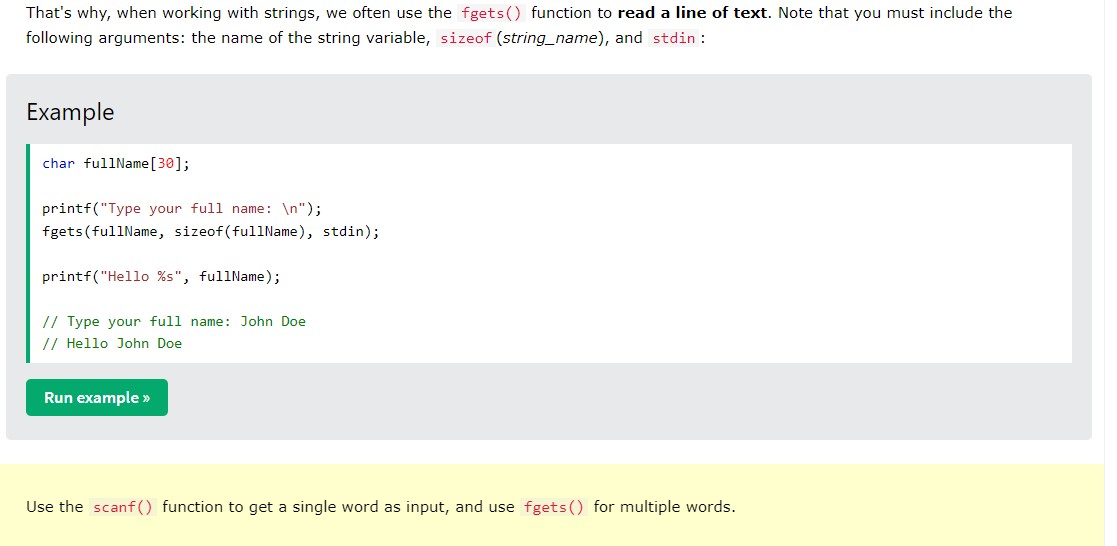 That's why, when working with strings, we often use the fgets() function to read a line of text. Note that you must include the
following arguments: the name of the string variable, sizeof(string_name), and stdin:
Example
char fullName[30];
printf("Type your full name: \n");
fgets(fullName, sizeof(fullName), stdin);
printf("Hello %s", fullName);
// Type your full name: John Doe
// Hello John Doe
Run example »
Use the scanf() function to get a single word as input, and use fgets() for multiple words.